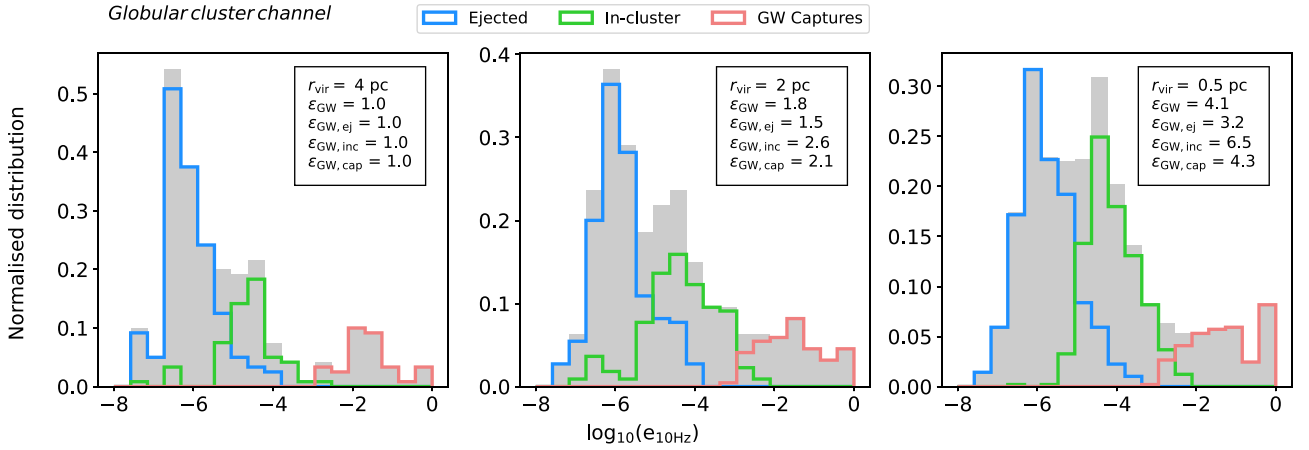 Globular cluster channel
Ejected In-cluster GW Captures
Normalised distribution
0.5
0.4
0.3
0.2
0.1
0.0
−8 −6 −4 −2 0
r_vir = 4 pc
ε_GW = 1.0
ε_GW, ej = 1.0
ε_GW, inc = 1.0
ε_GW, cap = 1.0
0.4
0.3
0.2
0.1
0.0
−8 −6 −4 −2 0
r_vir = 2 pc
ε_GW = 1.8
ε_GW, ej = 1.5
ε_GW, inc = 2.6
ε_GW, cap = 2.1
0.30
0.25
0.20
0.15
0.10
0.05
0.00
−8 −6 −4 −2 0
r_vir = 0.5 pc
ε_GW = 4.1
ε_GW, ej = 3.2
ε_GW, inc = 6.5
ε_GW, cap = 4.3
log₁₀(e₁₀Hz)